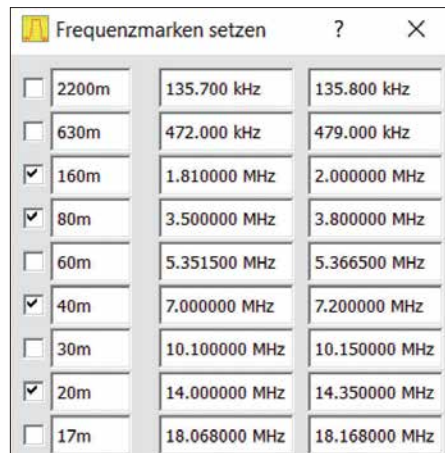 Frequenzmarken setzen ? ×
2200m 135.700 kHz 135.800 kHz
630m 472.000 kHz 479.000 kHz
160m 1.810000 MHz 2.000000 MHz
80m 3.500000 MHz 3.800000 MHz
60m 5.351500 MHz 5.366500 MHz
40m 7.000000 MHz 7.200000 MHz
30m 10.100000 MHz 10.150000 MHz
20m 14.000000 MHz 14.350000 MHz
17m 18.068000 MHz 18.168000 MHz